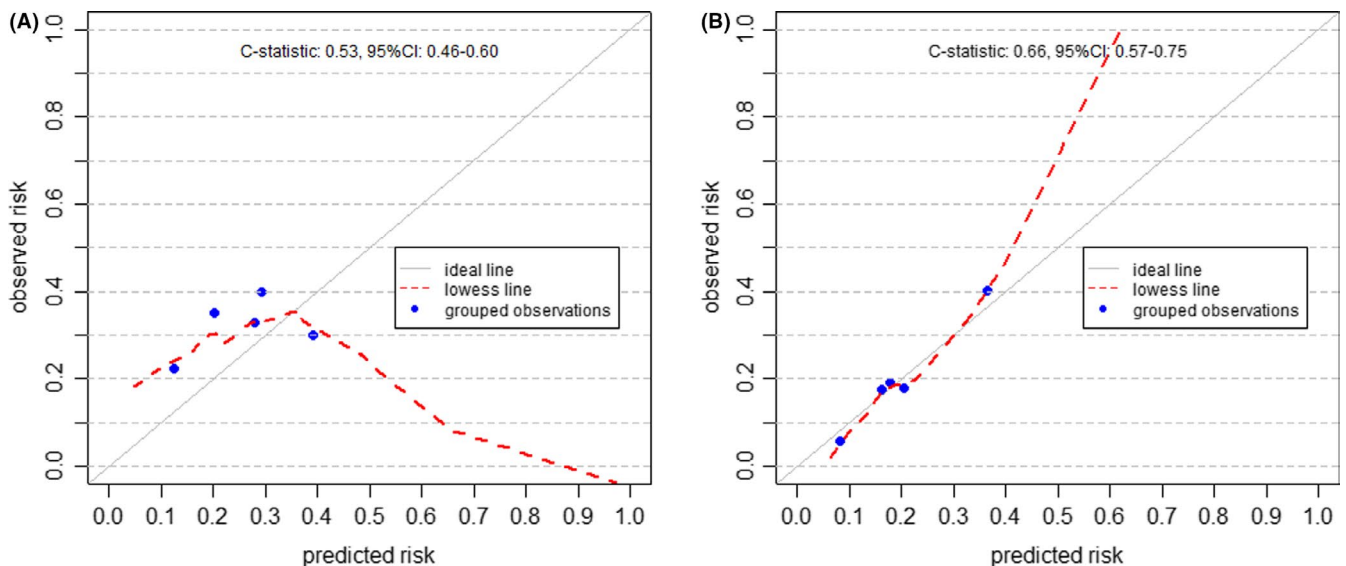 (A)
C-statistic: 0.53, 95%CI: 0.46-0.60
observed risk
1.0
0.8
0.6
0.4
0.2
0.0
ideal line
lowess line
grouped observations
0.0 0.1 0.2 0.3 0.4 0.5 0.6 0.7 0.8 0.9 1.0
predicted risk
(B)
C-statistic: 0.66, 95%CI: 0.57-0.75
observed risk
1.0
0.8
0.6
0.4
0.2
0.0
ideal line
lowess line
grouped observations
0.0 0.1 0.2 0.3 0.4 0.5 0.6 0.7 0.8 0.9 1.0
predicted risk